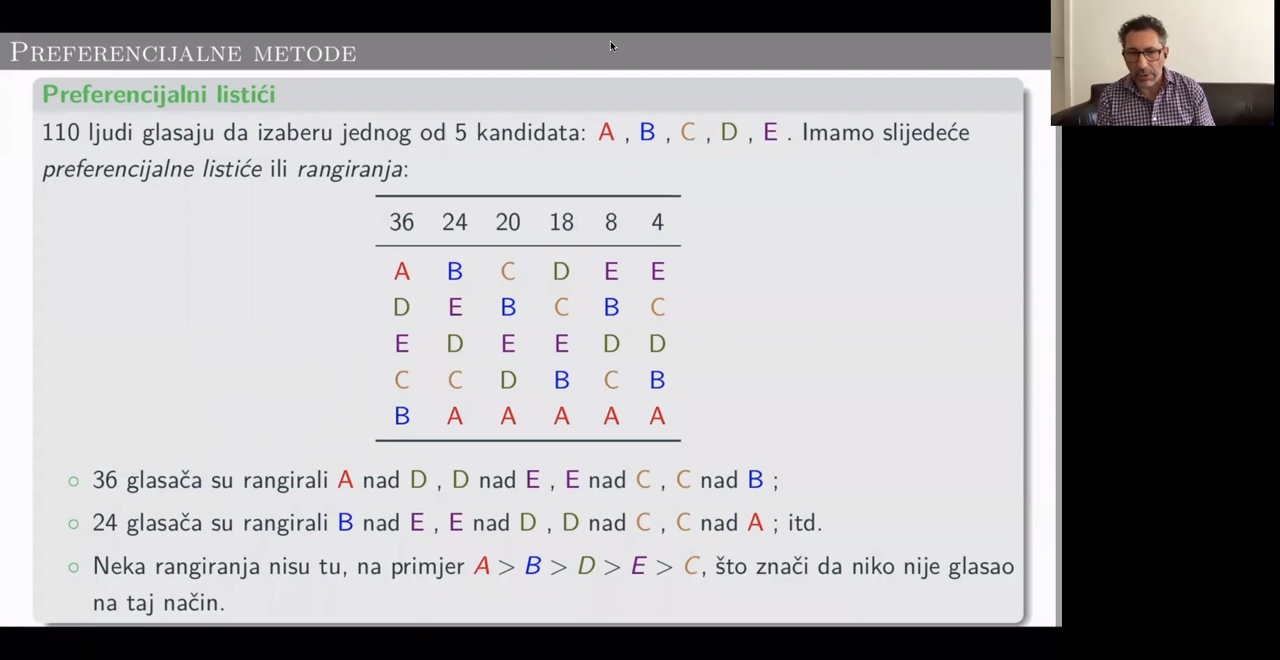 Preferencijalne metode
Preferencijalni listići
110 ljudi glasaju da izaberu jednog od 5 kandidata: A , B , C , D , E . Imamo slijedeće
preferencijalne listiće ili rangiranja:
36 24 20 18 8 4
A B C D E E
D E B C B C
E D E E D D
C C D B C B
B A A A A A
36 glasača su rangirali A nad D , D nad E , E nad C , C nad B ;
24 glasača su rangirali B nad E , E nad D , D nad C , C nad A ; itd.
Neka rangiranja nisu tu, na primjer A > B > D > E > C, što znači da niko nije glasao
na taj način.